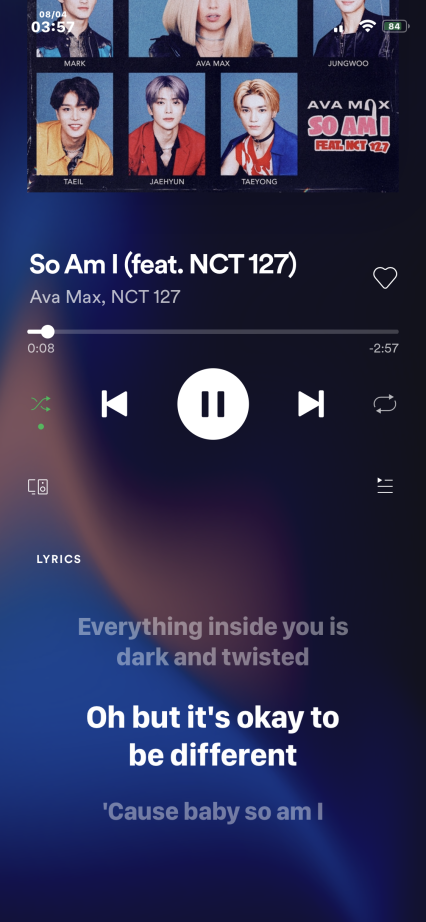 08/04
03:57
84
MARK
AVA MAX
JUNGWOO
AVA MAX
SO AM I
FEAT. NCT 127
TAEIL
JAEHYUN
TAEYONG
So Am I (feat. NCT 127)
Ava Max, NCT 127
0:08
-2:57
LYRICS
Everything inside you is
dark and twisted
Oh but it's okay to
be different
'Cause baby so am I